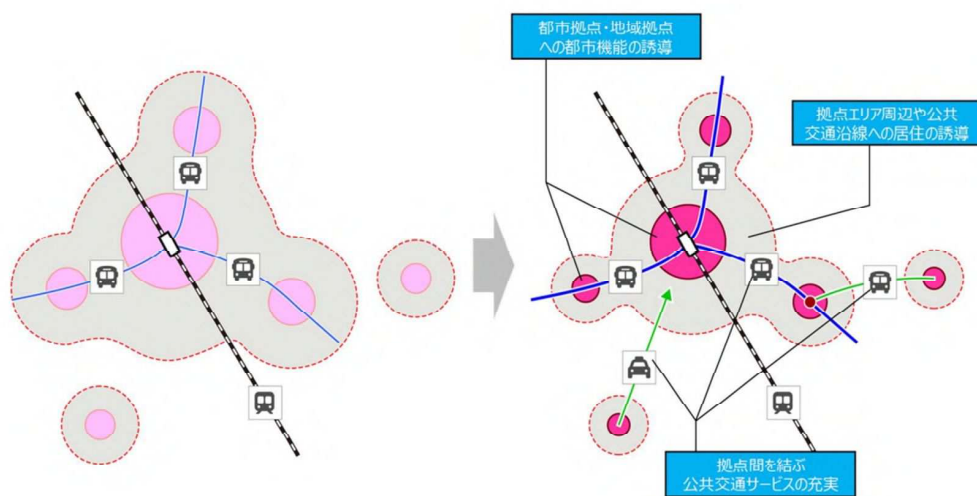 都市拠点・地域拠点
への都市機能の誘導
拠点エリア周辺や公共
交通沿線への居住の誘導
拠点間を結ぶ
公共交通サービスの充実